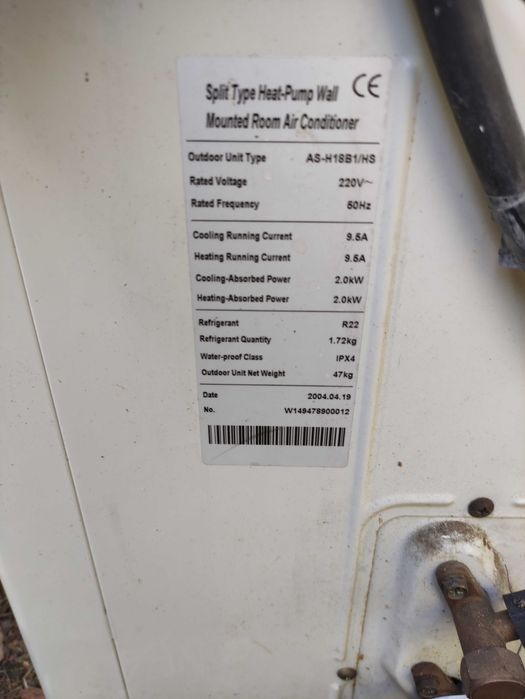 Split Type Heat-Pump Wall CE
Mounted Room Air Conditioner
Outdoor Unit Type AS-H18B1/HS
Rated Voltage 220V~
Rated Frequency 50Hz
Cooling Running Current 9.5A
Heating Running Current 9.5A
Cooling-Absorbed Power 2.0kW
Heating-Absorbed Power 2.0kW
Refrigerant R22
Refrigerant Quantity 1.72kg
Water-proof Class IPX4
Outdoor Unit Net Weight 47kg
Date 2004.04.19
No. W149478900012